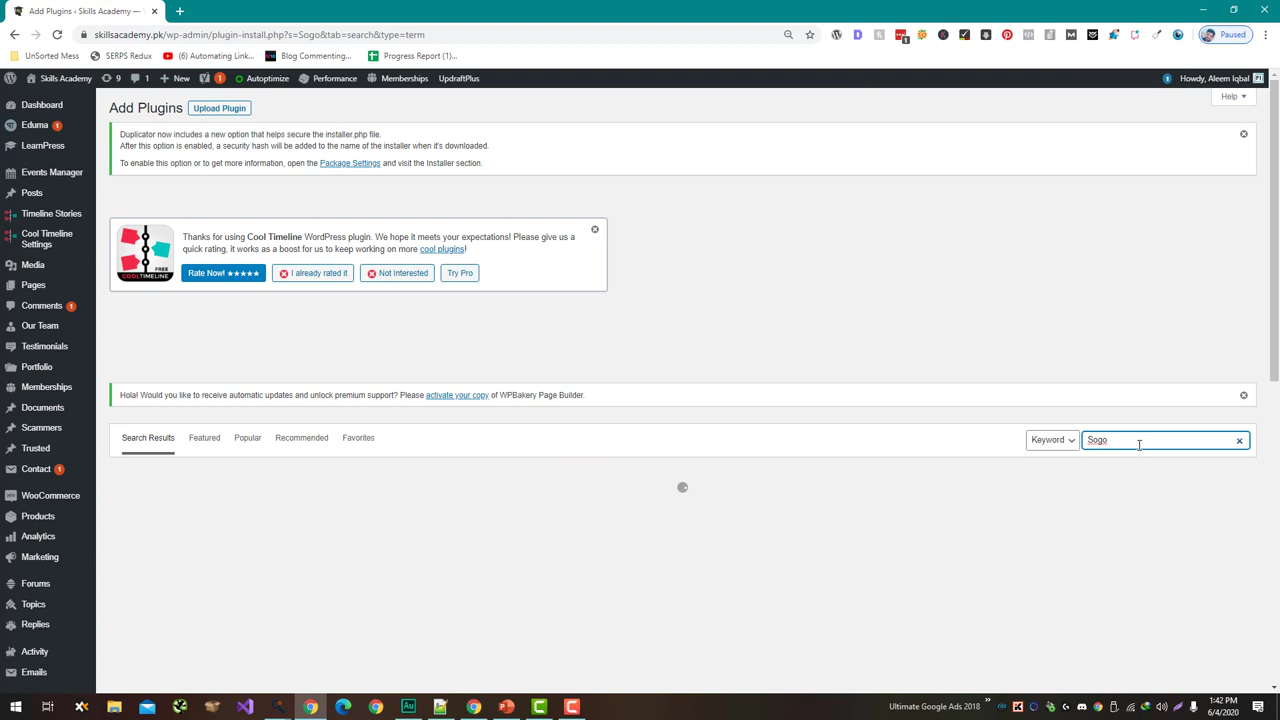 Add Plugins ‹ Skills Academy —
skillsacademy.pk/wp-admin/plugin-install.php?s=Sogo&tab=search&type=term
Paused
UnSorted Mess
SERPS Redux
(6) Automating Link...
Blog Commenting...
Progress Report (1)...
Skills Academy
9
1
New
1
Autoptimize
Performance
Memberships
UpdraftPlus
1
Howdy, Aleem Iqbal
Help
Dashboard
Eduma 1
LearnPress
Events Manager
Posts
Timeline Stories
Cool Timeline
Settings
Media
Pages
Comments 1
Our Team
Testimonials
Portfolio
Memberships
Documents
Scammers
Trusted
Contact 1
WooCommerce
Products
Analytics
Marketing
Forums
Topics
Replies
Activity
Emails
Add Plugins
Upload Plugin
Duplicator now includes a new option that helps secure the installer.php file.
After this option is enabled, a security hash will be added to the name of the installer when it's downloaded.
To enable this option or to get more information, open the Package Settings and visit the Installer section.
FREE
COOLTIMELINE
Thanks for using Cool Timeline WordPress plugin. We hope it meets your expectations! Please give us a
quick rating, it works as a boost for us to keep working on more cool plugins!
Rate Now! ★★★★★
I already rated it
Not Interested
Try Pro
Hola! Would you like to receive automatic updates and unlock premium support? Please activate your copy of WPBakery Page Builder.
Search Results
Featured
Popular
Recommended
Favorites
Keyword
Sogo
Ultimate Google Ads 2018
1:42 PM
6/4/2020